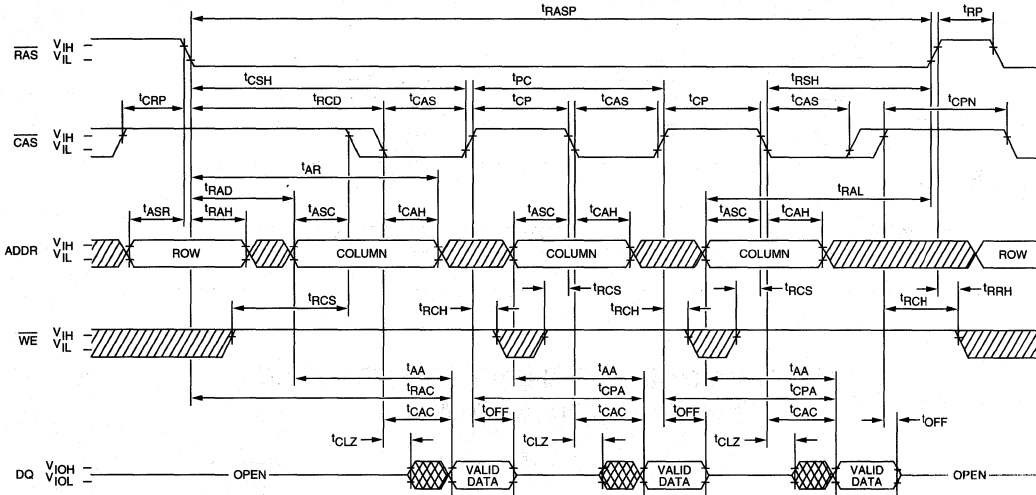 tRASP tRP
RAS VIH
VIL
tCSH tPC tRSH
tCRP tRCD tCAS tCP tCAS tCP tCAS tCPN
CAS VIH
VIL
tAR
tRAD tRAL
tASR tRAH tASC tCAH tASC tCAH tASC tCAH
ADDR VIH
VIL
ROW COLUMN COLUMN COLUMN ROW
tRCS tRCH tRCS tRCH tRCS tRCH tRRH
WE VIH
VIL
tAA tAA tAA
tRAC tCPA tCPA
tCAC tOFF tCAC tOFF tCAC tOFF
tCLZ tCLZ tCLZ
DQ VIOH
VIOL
OPEN VALID DATA VALID DATA VALID DATA OPEN